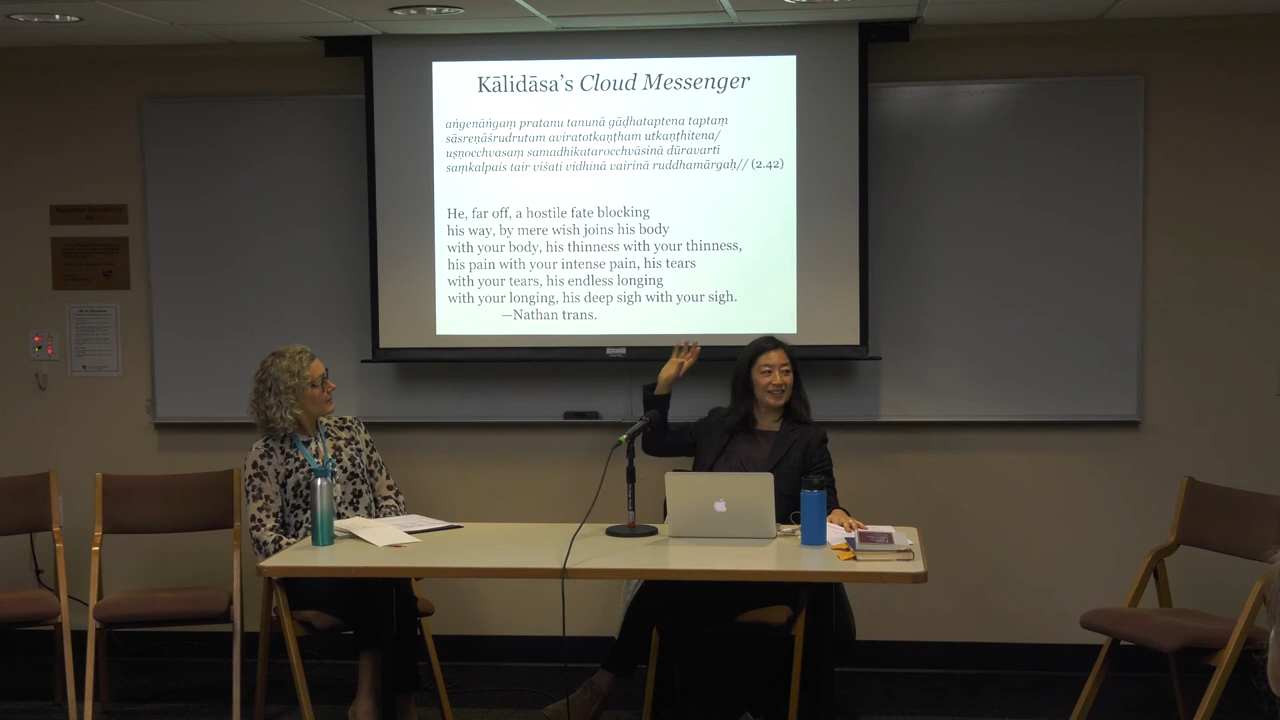 Kālidāsa's Cloud Messenger
aṅgenāṅgaṃ pratanu tanunā gāḍhataptena taptaṃ
sāsreṇāśrudrutam aviratotkaṇṭham utkaṇṭhitena/
uṣṇocchvasaṃ samadhikatarocchvāsinā dūravartī
saṃkalpais tair viśati vidhinā vairinā ruddhamārgaḥ// (2.42)
He, far off, a hostile fate blocking
his way, by mere wish joins his body
with your body, his thinness with your thinness,
his pain with your intense pain, his tears
with your tears, his endless longing
with your longing, his deep sigh with your sigh.
—Nathan trans.